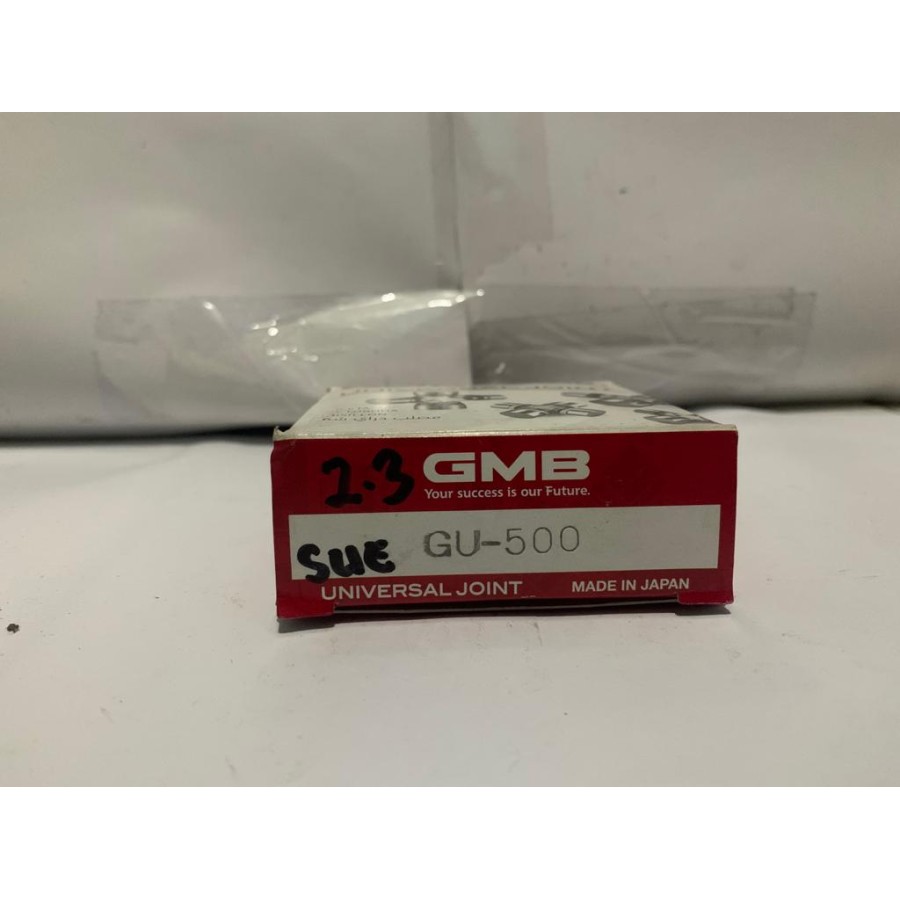 2.3 GMB
Your success is our Future.
SUE GU-500
UNIVERSAL JOINT MADE IN JAPAN